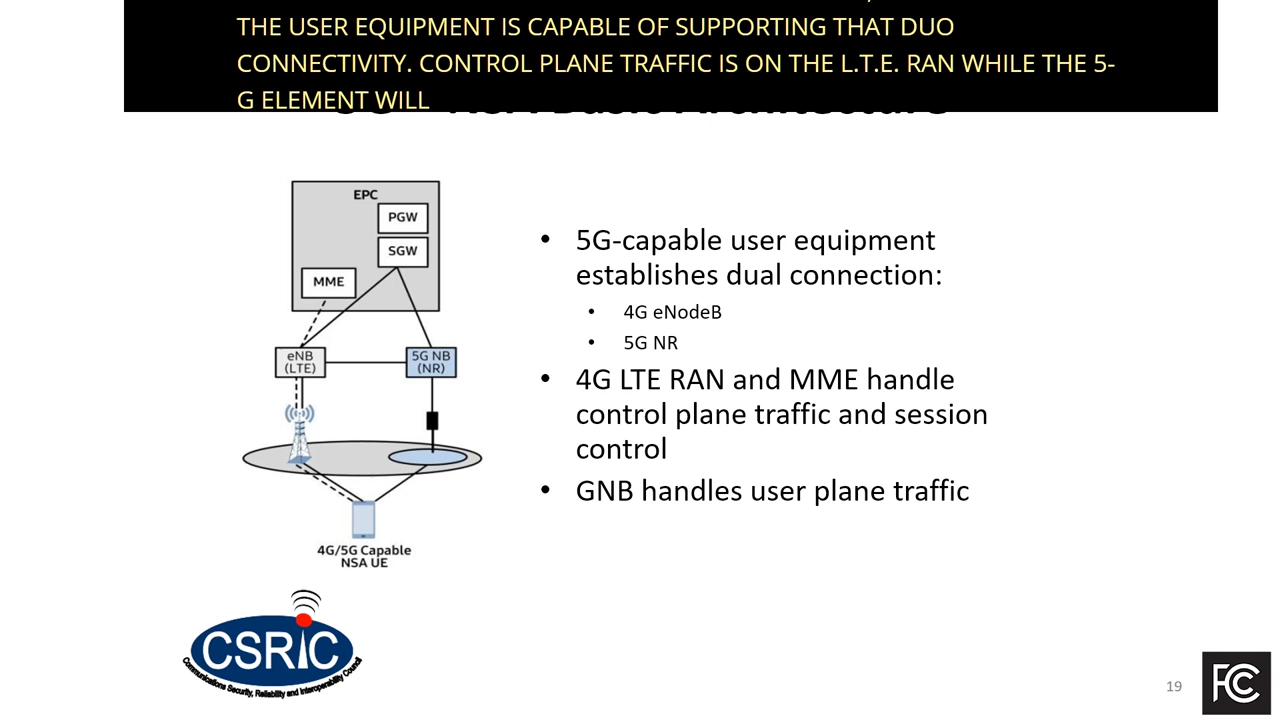 THE USER EQUIPMENT IS CAPABLE OF SUPPORTING THAT DUO
CONNECTIVITY. CONTROL PLANE TRAFFIC IS ON THE L.T.E. RAN WHILE THE 5-
G ELEMENT WILL
EPC
PGW
SGW
MME
eNB
(LTE)
5G NB
(NR)
4G/5G Capable
NSA UE
• 5G-capable user equipment
establishes dual connection:
• 4G eNodeB
• 5G NR
• 4G LTE RAN and MME handle
control plane traffic and session
control
• GNB handles user plane traffic
CSRIC
Communications Security, Reliability and Interoperability Council
19
FCC